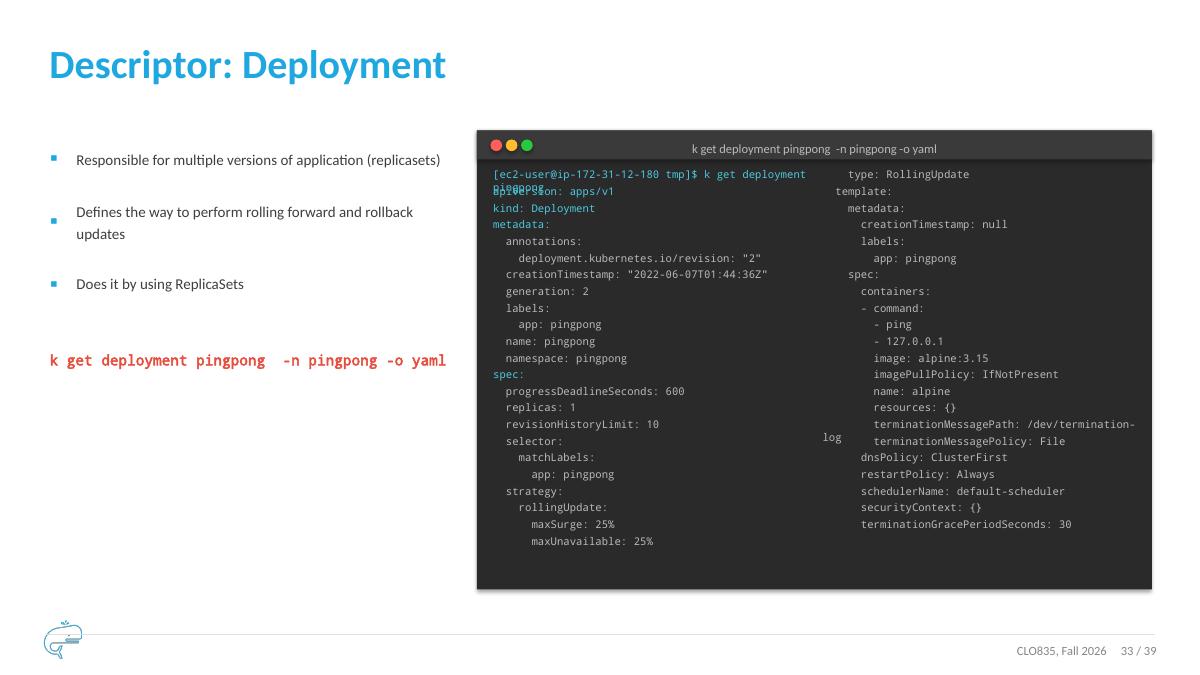 Descriptor: Deployment
Responsible for multiple versions of application (replicasets)
Defines the way to perform rolling forward and rollback
updates
Does it by using ReplicaSets
k get deployment pingpong  -n pingpong -o yaml
k get deployment pingpong  -n pingpong -o yaml
[ec2-user@ip-172-31-12-180 tmp]$ k get deployment
pingpong
apiVersion: apps/v1
kind: Deployment
metadata:
  annotations:
    deployment.kubernetes.io/revision: "2"
  creationTimestamp: "2022-06-07T01:44:36Z"
  generation: 2
  labels:
    app: pingpong
  name: pingpong
  namespace: pingpong
spec:
  progressDeadlineSeconds: 600
  replicas: 1
  revisionHistoryLimit: 10
  selector:
    matchLabels:
      app: pingpong
  strategy:
    rollingUpdate:
      maxSurge: 25%
      maxUnavailable: 25%
    type: RollingUpdate
  template:
    metadata:
      creationTimestamp: null
      labels:
        app: pingpong
    spec:
      containers:
      - command:
        - ping
        - 127.0.0.1
        image: alpine:3.15
        imagePullPolicy: IfNotPresent
        name: alpine
        resources: {}
        terminationMessagePath: /dev/termination-
log
        terminationMessagePolicy: File
      dnsPolicy: ClusterFirst
      restartPolicy: Always
      schedulerName: default-scheduler
      securityContext: {}
      terminationGracePeriodSeconds: 30
CLO835, Fall 2026 33 / 39